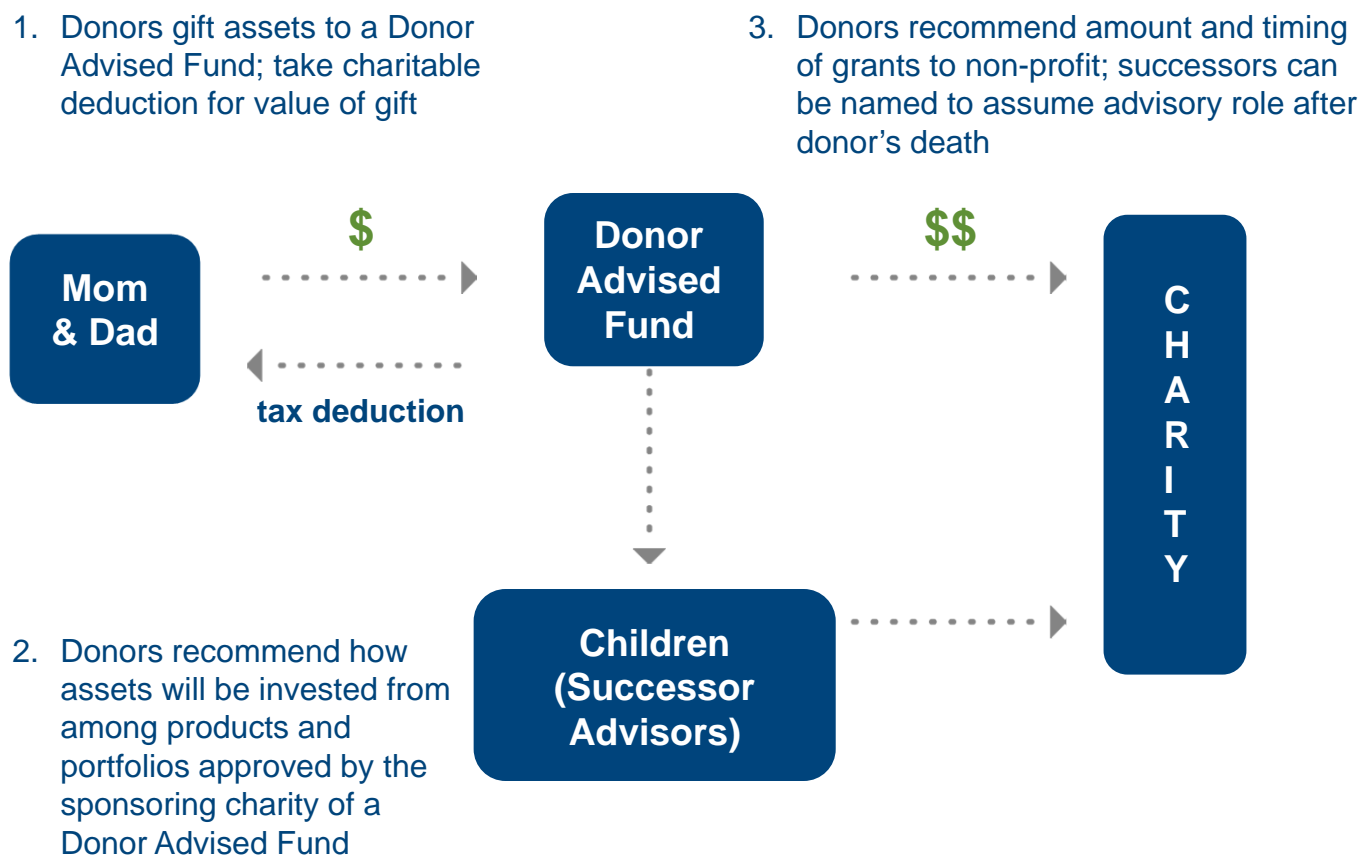 1. Donors gift assets to a Donor
Advised Fund; take charitable
deduction for value of gift
3. Donors recommend amount and timing
of grants to non-profit; successors can
be named to assume advisory role after
donor’s death
$
$$
Mom
& Dad
Donor
Advised
Fund
tax deduction
C
H
A
R
I
T
Y
2. Donors recommend how
assets will be invested from
among products and
portfolios approved by the
sponsoring charity of a
Donor Advised Fund
Children
(Successor
Advisors)